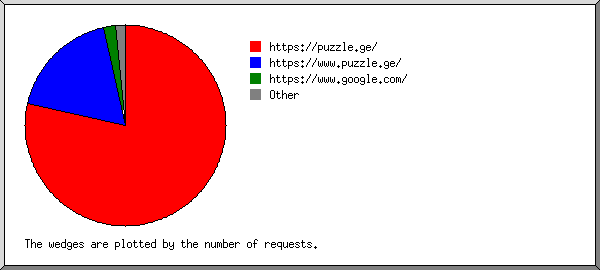 https://puzzle.ge/
https://www.puzzle.ge/
https://www.google.com/
Other
The wedges are plotted by the number of requests.